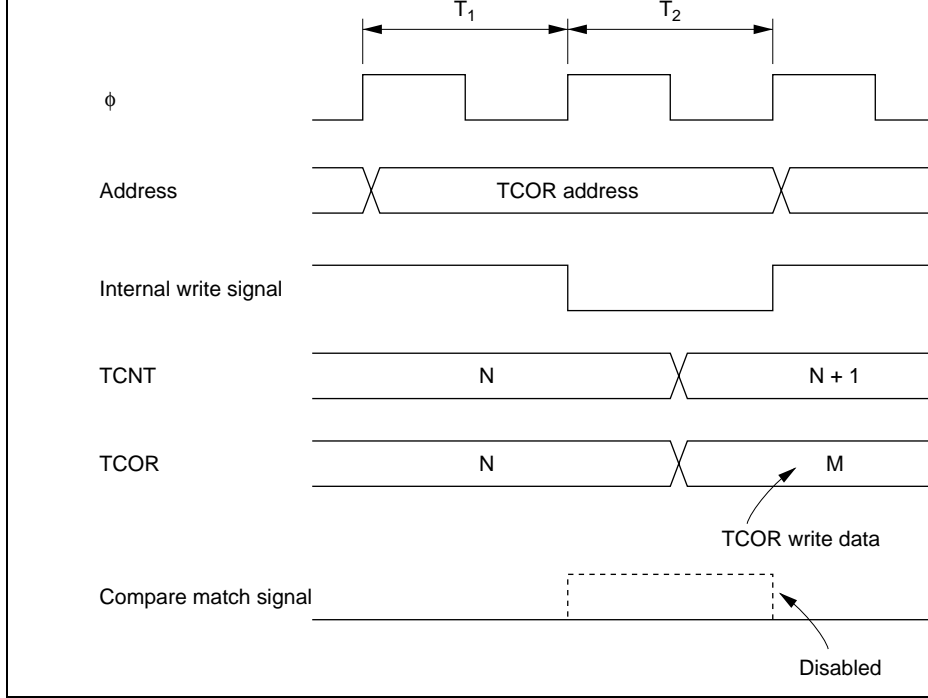 T1 T2
ϕ
Address TCOR address
Internal write signal
TCNT N N + 1
TCOR N M
TCOR write data
Compare match signal
Disabled